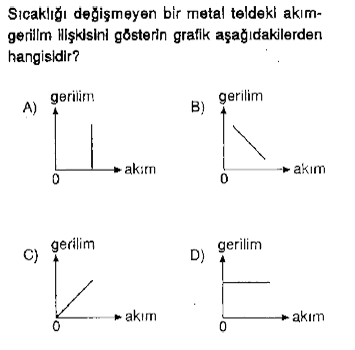 Sıcaklığı değişmeyen bir metal teldeki akım-
gerilim ilişkisini gösterin grafik aşağıdakilerden
hangisidir?
A) gerilim
akım
0
B) gerilim
akım
0
C) gerilim
akım
0
D) gerilim
akım
0